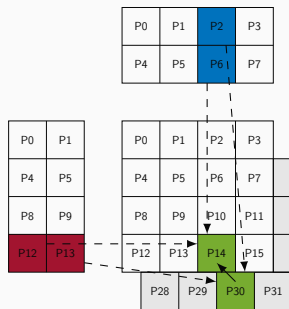 P0 P1 P2 P3
P4 P5 P6 P7
P0 P1 P0 P1 P2 P3
P4 P5 P4 P5 P6 P7
P8 P9 P8 P9 P10 P11
P12 P13 P12 P13 P14 P15
P28 P29 P30 P31